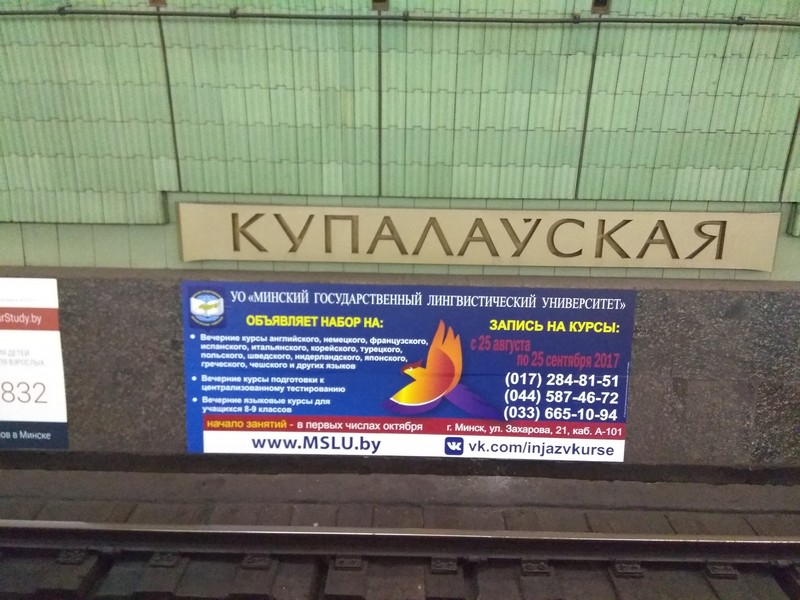 КУПАЛАЎСКАЯ
rStudy.by
832
ов в Минске
УО «МИНСКИЙ ГОСУДАРСТВЕННЫЙ ЛИНГВИСТИЧЕСКИЙ УНИВЕРСИТЕТ»
ОБЪЯВЛЯЕТ НАБОР НА:
Вечерние курсы английского, немецкого, французского,
испанского, итальянского, корейского, турецкого,
польского, шведского, нидерландского, японского,
греческого, чешского и других языков
Вечерние курсы подготовки к
централизованному тестированию
Вечерние языковые курсы для
учащихся 8-9 классов
ЗАПИСЬ НА КУРСЫ:
с 25 августа
по 25 сентября 2017
(017) 284-81-51
(044) 587-46-72
(033) 665-10-94
начало занятий - в первых числах октября
г. Минск, ул. Захарова, 21, каб. А-101
www.MSLU.by
vk.com/injazvkurse